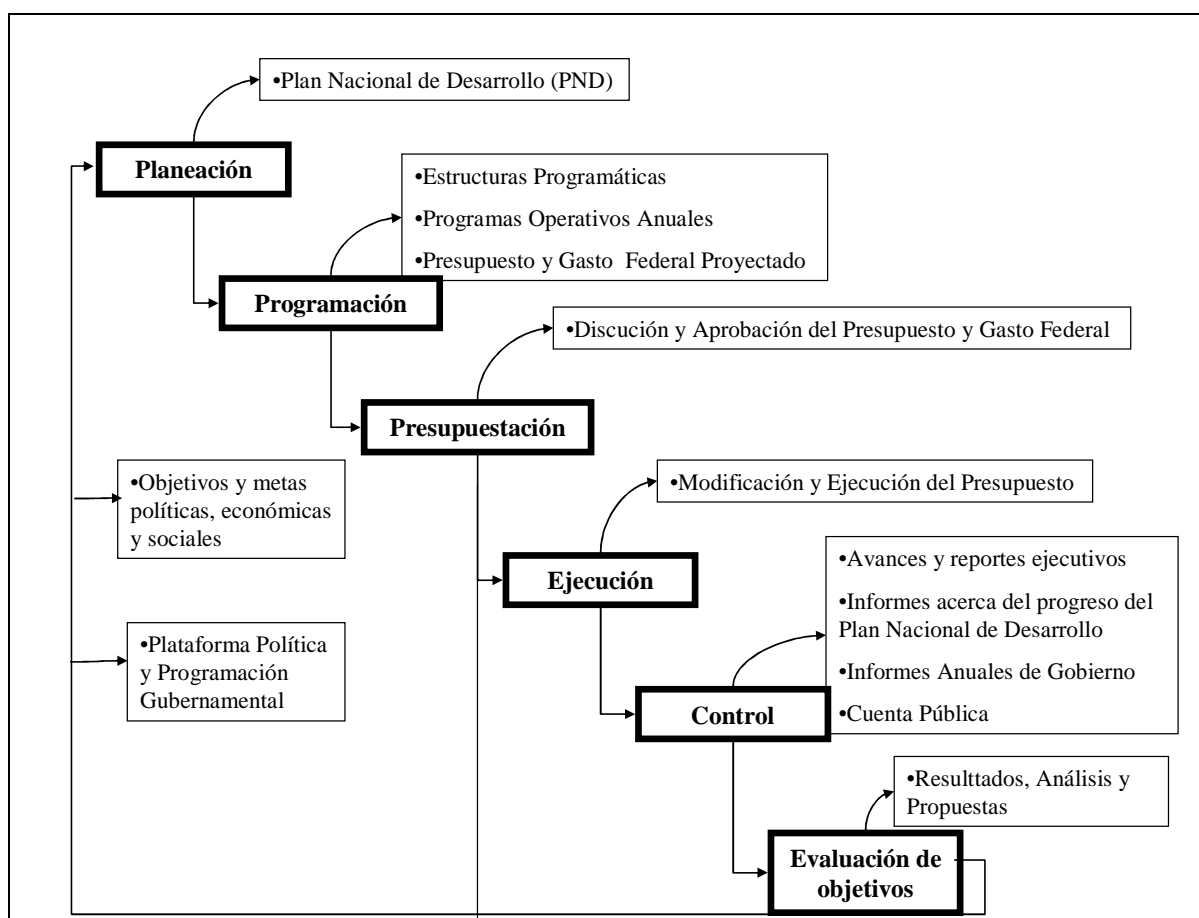 •Plan Nacional de Desarrollo (PND)
Planeación
•Estructuras Programáticas
•Programas Operativos Anuales
•Presupuesto y Gasto Federal Proyectado
Programación
•Discución y Aprobación del Presupuesto y Gasto Federal
Presupuestación
•Objetivos y metas
políticas, económicas
y sociales
•Modificación y Ejecución del Presupuesto
Ejecución
•Avances y reportes ejecutivos
•Informes acerca del progreso del
Plan Nacional de Desarrollo
•Informes Anuales de Gobierno
•Cuenta Pública
•Plataforma Política
y Programación
Gubernamental
Control
•Resulttados, Análisis y
Propuestas
Evaluación de
objetivos